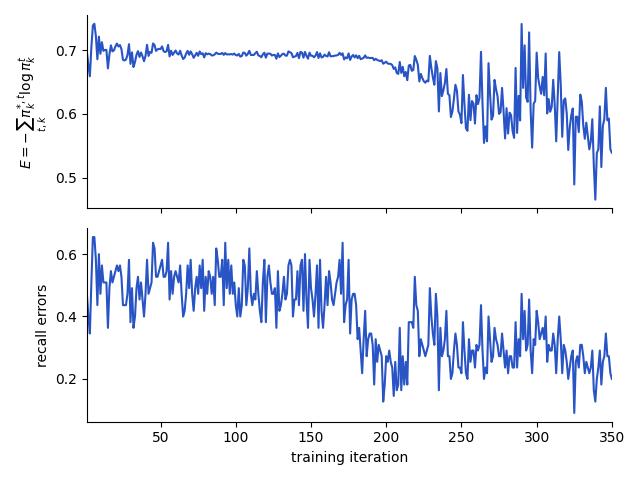 0.7
0.6
0.5
E = −∑_{t,k} π_k^{*,t} log π_k^t
0.6
0.4
0.2
recall errors
50 100 150 200 250 300 350
training iteration